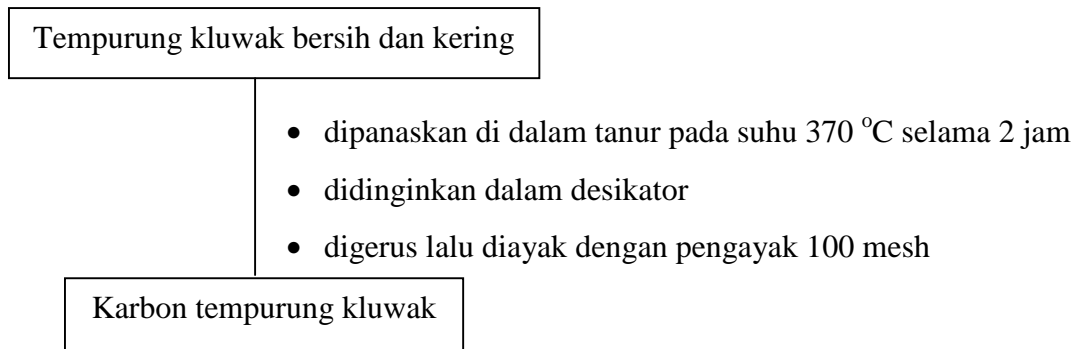 Tempurung kluwak bersih dan kering
• dipanaskan di dalam tanur pada suhu 370 °C selama 2 jam
• didinginkan dalam desikator
• digerus lalu diayak dengan pengayak 100 mesh
Karbon tempurung kluwak